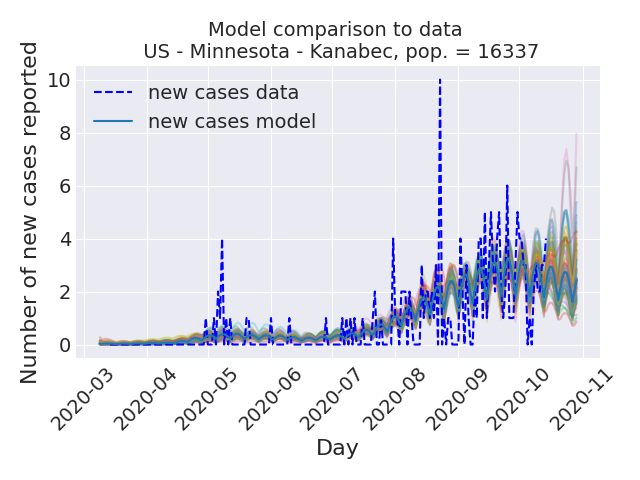 Model comparison to data
US - Minnesota - Kanabec, pop. = 16337
Number of new cases reported
10
8
6
4
2
0
new cases data
new cases model
2020-03
2020-04
2020-05
2020-06
2020-07
2020-08
2020-09
2020-10
2020-11
Day